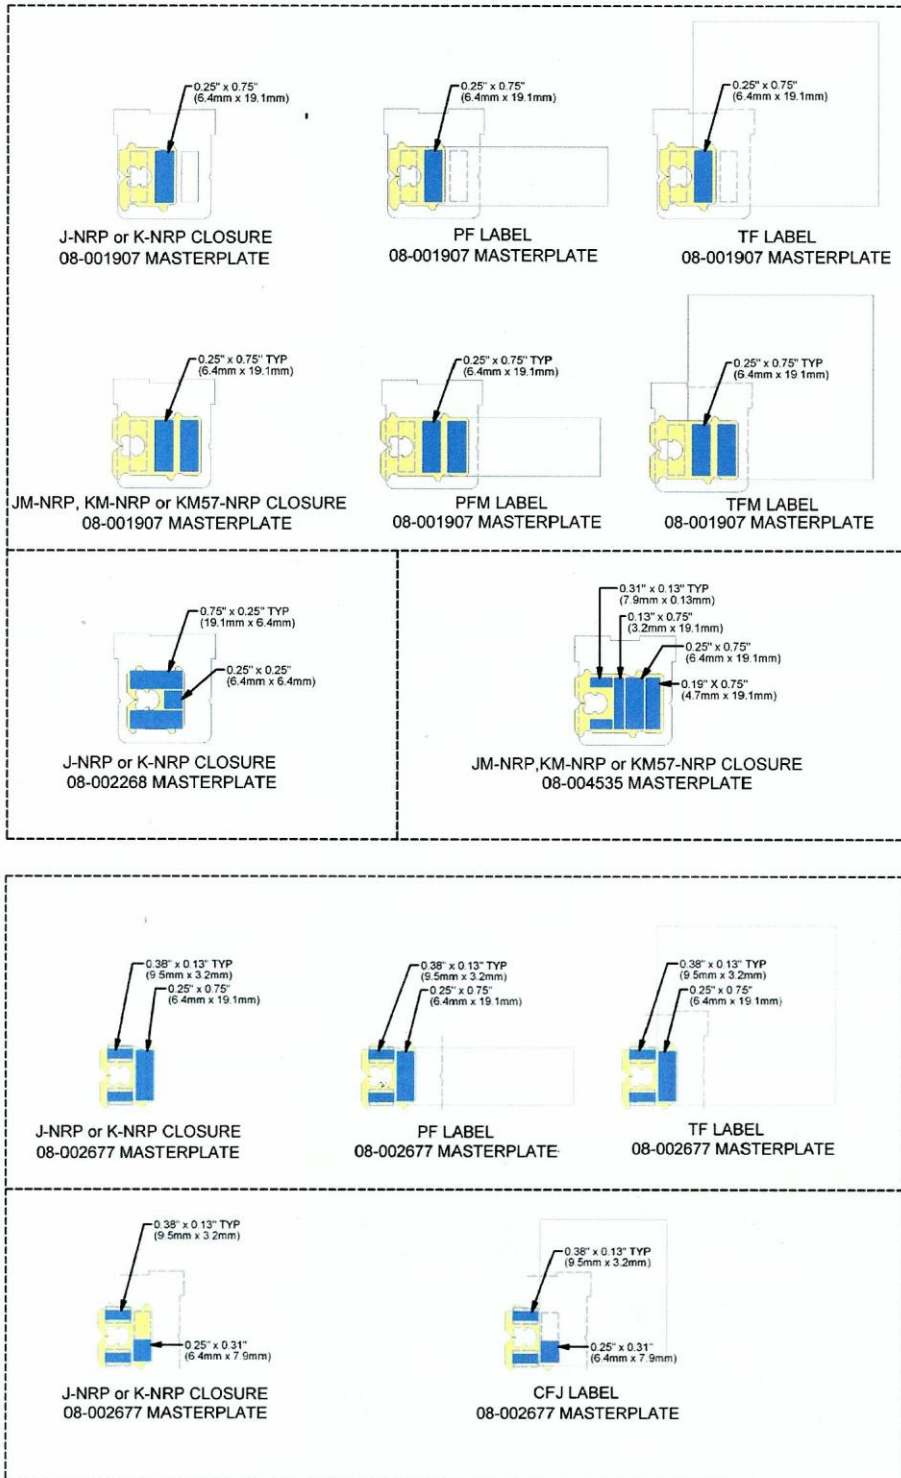 0.25" x 0.75"
(6.4mm x 19.1mm)
J-NRP or K-NRP CLOSURE
08-001907 MASTERPLATE
0.25" x 0.75"
(6.4mm x 19.1mm)
PF LABEL
08-001907 MASTERPLATE
0.25" x 0.75"
(6.4mm x 19.1mm)
TF LABEL
08-001907 MASTERPLATE
0.25" x 0.75" TYP
(6.4mm x 19.1mm)
JM-NRP, KM-NRP or KM57-NRP CLOSURE
08-001907 MASTERPLATE
0.25" x 0.75" TYP
(6.4mm x 19.1mm)
PFM LABEL
08-001907 MASTERPLATE
0.25" x 0.75" TYP
(6.4mm x 19.1mm)
TFM LABEL
08-001907 MASTERPLATE
0.75" x 0.25" TYP
(19.1mm x 6.4mm)
0.25" x 0.25"
(6.4mm x 6.4mm)
J-NRP or K-NRP CLOSURE
08-002268 MASTERPLATE
0.31" x 0.13" TYP
(7.9mm x 0.13mm)
0.13" x 0.75"
(3.2mm x 19.1mm)
0.25" x 0.75"
(6.4mm x 19.1mm)
0.19" X 0.75"
(4.7mm x 19.1mm)
JM-NRP,KM-NRP or KM57-NRP CLOSURE
08-004535 MASTERPLATE
0.38" x 0.13" TYP
(9.5mm x 3.2mm)
0.25" x 0.75"
(6.4mm x 19.1mm)
J-NRP or K-NRP CLOSURE
08-002677 MASTERPLATE
0.38" x 0.13" TYP
(9.5mm x 3.2mm)
0.25" x 0.75"
(6.4mm x 19.1mm)
PF LABEL
08-002677 MASTERPLATE
0.38" x 0.13" TYP
(9.5mm x 3.2mm)
0.25" x 0.75"
(6.4mm x 19.1mm)
TF LABEL
08-002677 MASTERPLATE
0.38" x 0.13" TYP
(9.5mm x 3.2mm)
0.25" x 0.31"
(6.4mm x 7.9mm)
J-NRP or K-NRP CLOSURE
08-002677 MASTERPLATE
0.38" x 0.13" TYP
(9.5mm x 3.2mm)
0.25" x 0.31"
(6.4mm x 7.9mm)
CFJ LABEL
08-002677 MASTERPLATE